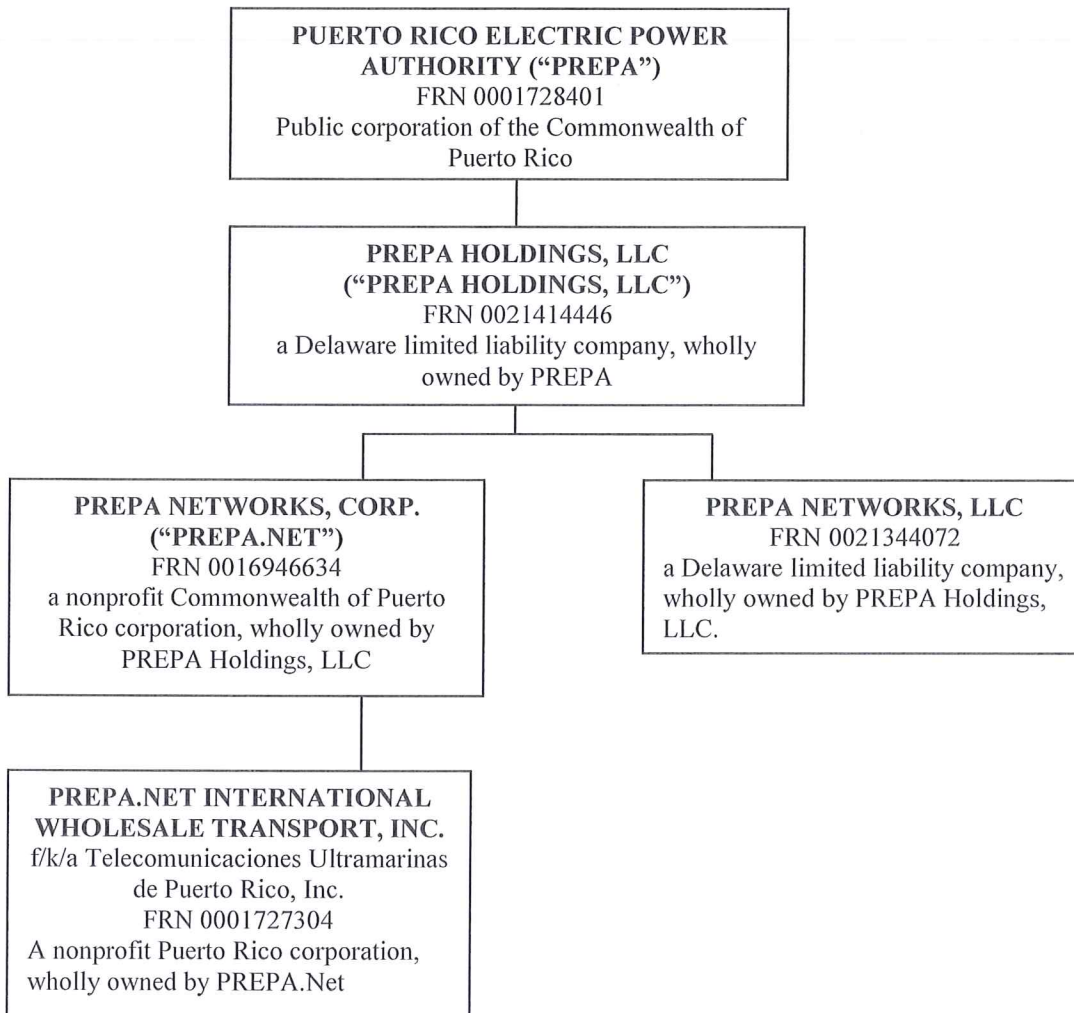 PUERTO RICO ELECTRIC POWER
AUTHORITY (“PREPA”)
FRN 0001728401
Public corporation of the Commonwealth of
Puerto Rico
PREPA HOLDINGS, LLC
(“PREPA HOLDINGS, LLC”)
FRN 0021414446
a Delaware limited liability company, wholly
owned by PREPA
PREPA NETWORKS, CORP.
(“PREPA.NET”)
FRN 0016946634
a nonprofit Commonwealth of Puerto
Rico corporation, wholly owned by
PREPA Holdings, LLC
PREPA NETWORKS, LLC
FRN 0021344072
a Delaware limited liability company,
wholly owned by PREPA Holdings,
LLC.
PREPA.NET INTERNATIONAL
WHOLESALE TRANSPORT, INC.
f/k/a Telecomunicaciones Ultramarinas
de Puerto Rico, Inc.
FRN 0001727304
A nonprofit Puerto Rico corporation,
wholly owned by PREPA.Net